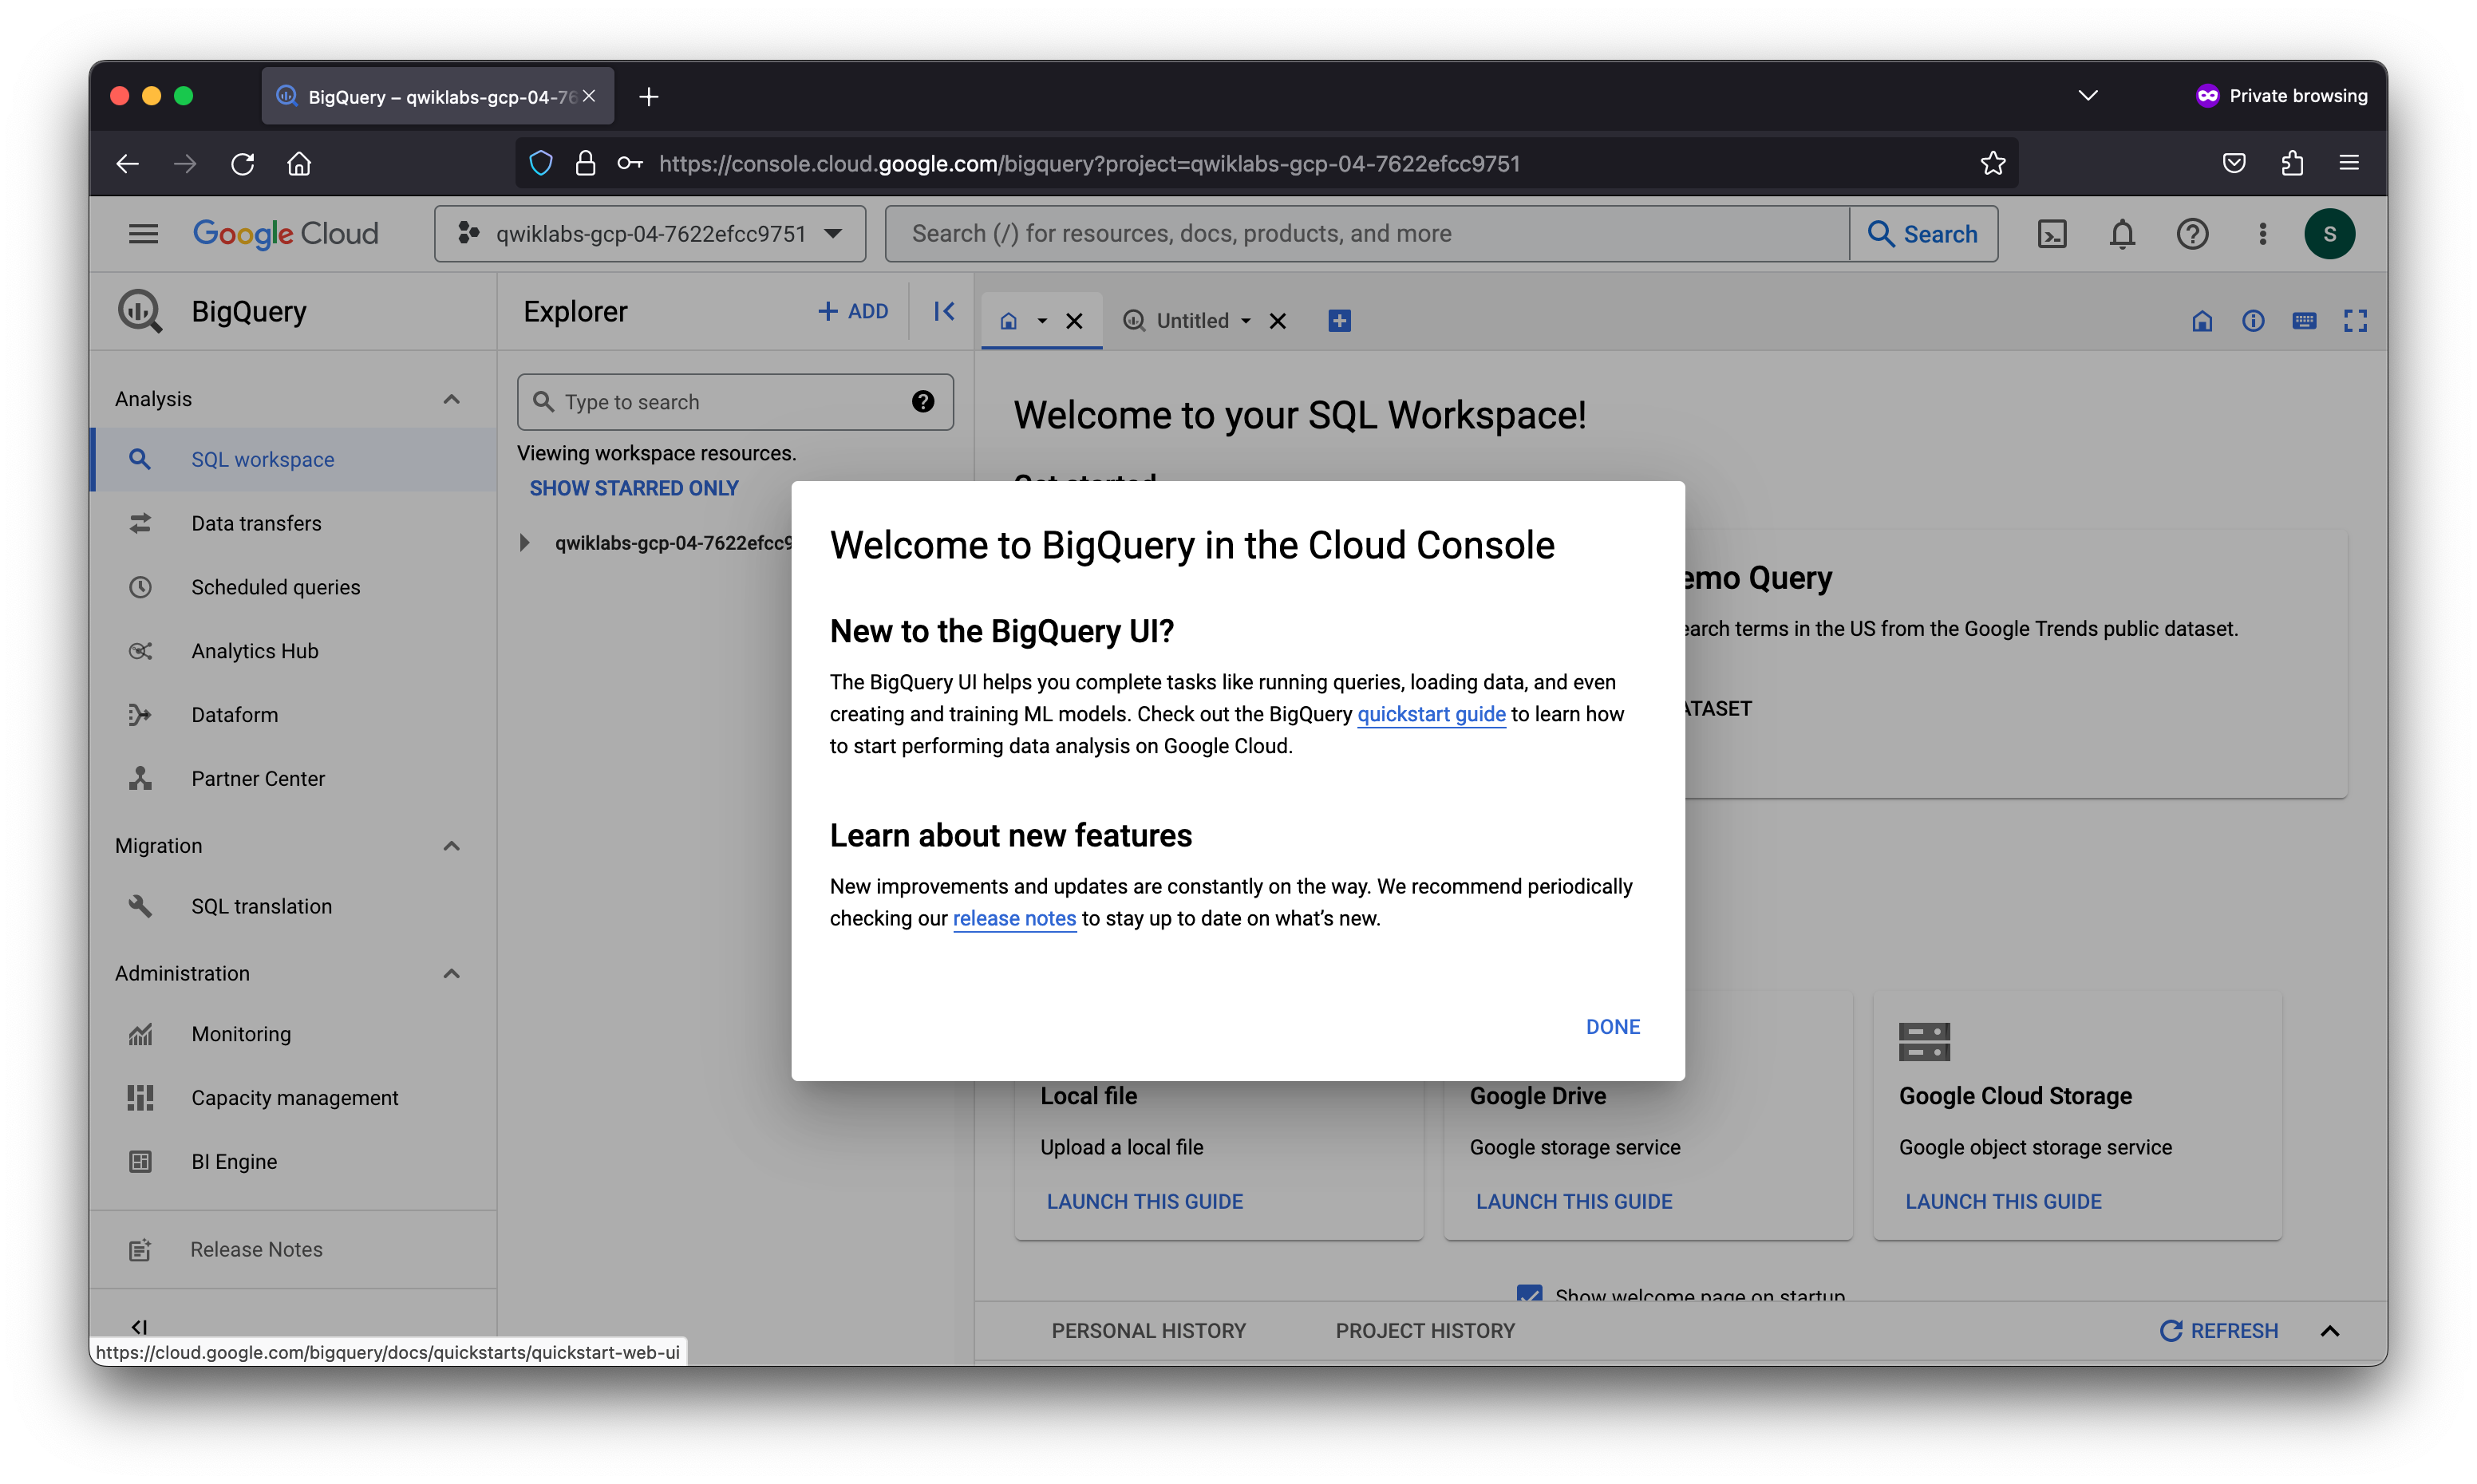 BigQuery – qwiklabs-gcp-04-76
Private browsing
https://console.cloud.google.com/bigquery?project=qwiklabs-gcp-04-7622efcc9751
Google Cloud
qwiklabs-gcp-04-7622efcc9751
Search (/) for resources, docs, products, and more
Search
S
BigQuery
Analysis
SQL workspace
Data transfers
Scheduled queries
Analytics Hub
Dataform
Partner Center
Migration
SQL translation
Administration
Monitoring
Capacity management
BI Engine
Release Notes
https://cloud.google.com/bigquery/docs/quickstarts/quickstart-web-ui
Explorer
ADD
Type to search
Viewing workspace resources.
SHOW STARRED ONLY
qwiklabs-gcp-04-7622efcc9
Untitled
Welcome to your SQL Workspace!
Get started
emo Query
earch terms in the US from the Google Trends public dataset.
ATASET
Welcome to BigQuery in the Cloud Console
New to the BigQuery UI?
The BigQuery UI helps you complete tasks like running queries, loading data, and even
creating and training ML models. Check out the BigQuery quickstart guide to learn how
to start performing data analysis on Google Cloud.
Learn about new features
New improvements and updates are constantly on the way. We recommend periodically
checking our release notes to stay up to date on what’s new.
DONE
Local file
Upload a local file
LAUNCH THIS GUIDE
Google Drive
Google storage service
LAUNCH THIS GUIDE
Google Cloud Storage
Google object storage service
LAUNCH THIS GUIDE
Show welcome page on startup
PERSONAL HISTORY
PROJECT HISTORY
REFRESH